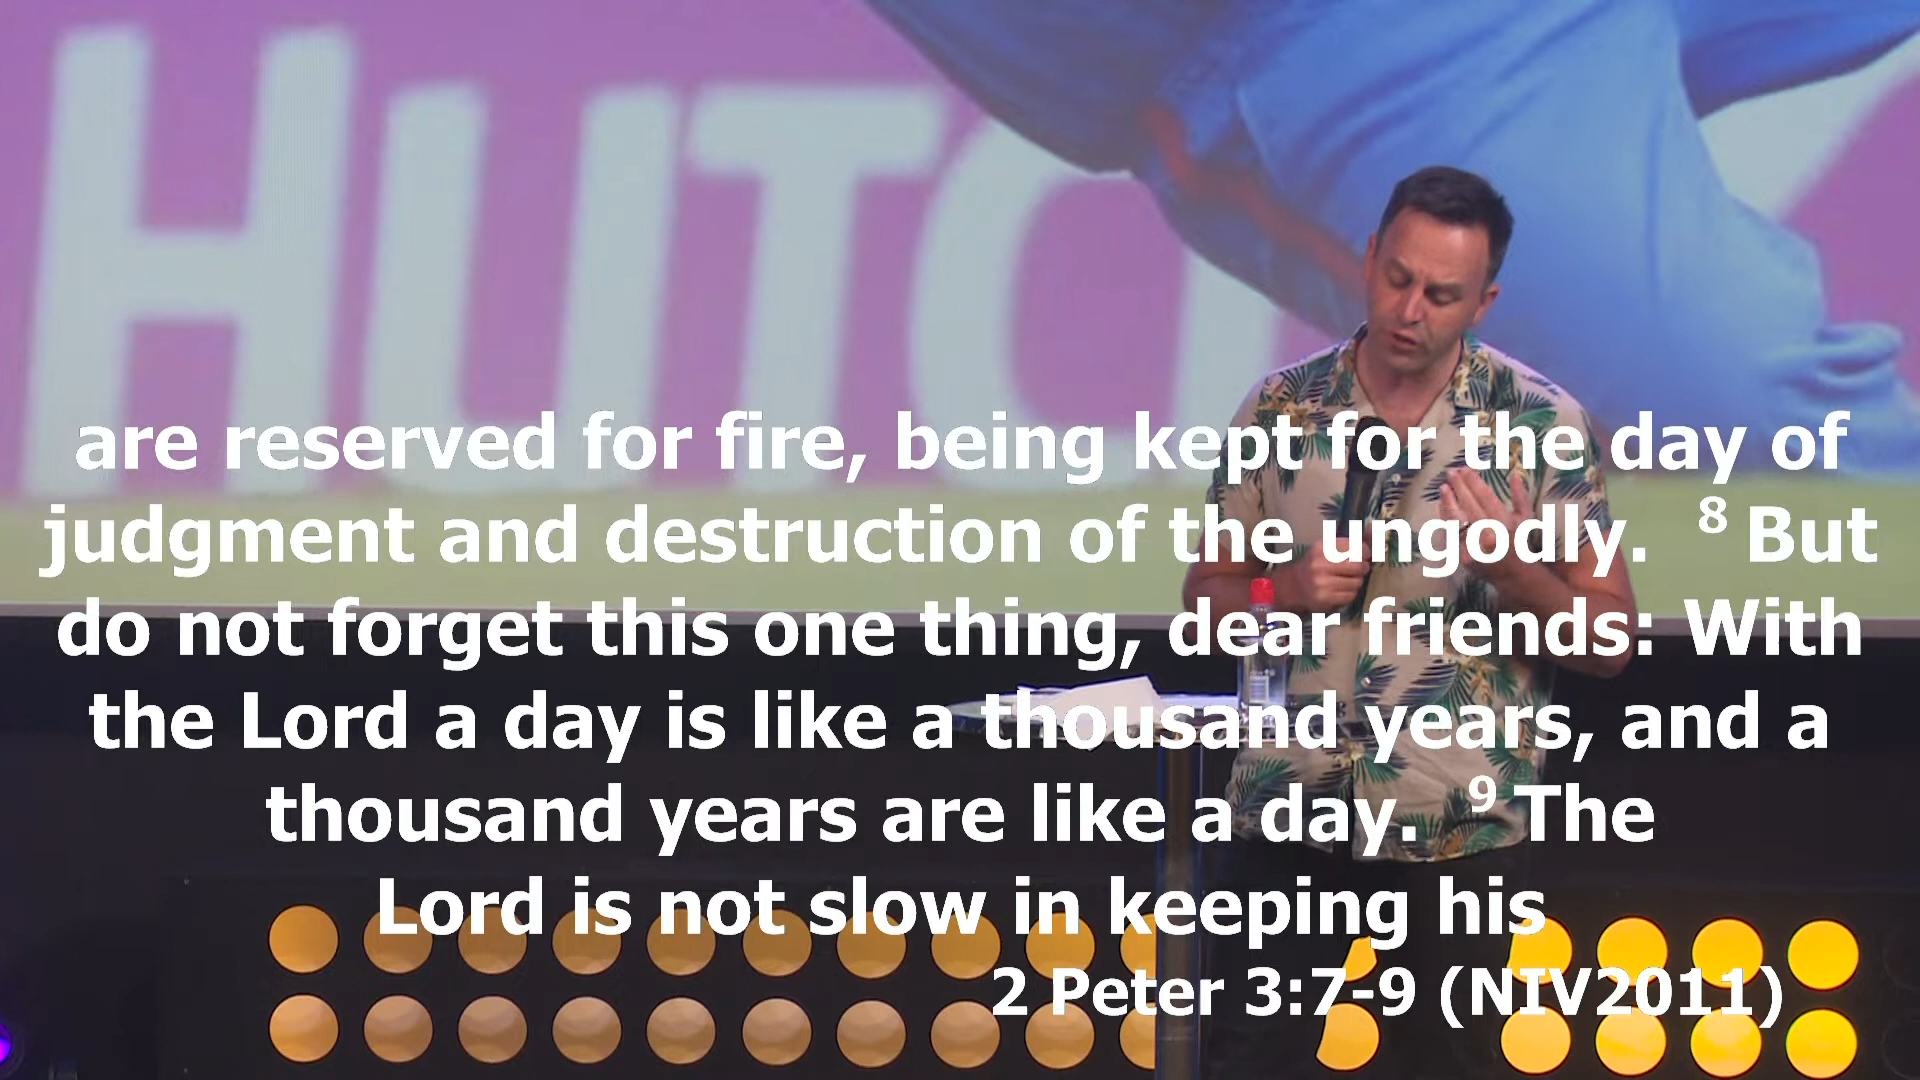 HUTC
are reserved for fire, being kept for the day of
judgment and destruction of the ungodly. ⁸ But
do not forget this one thing, dear friends: With
the Lord a day is like a thousand years, and a
thousand years are like a day. ⁹ The
Lord is not slow in keeping his
2 Peter 3:7-9 (NIV2011)